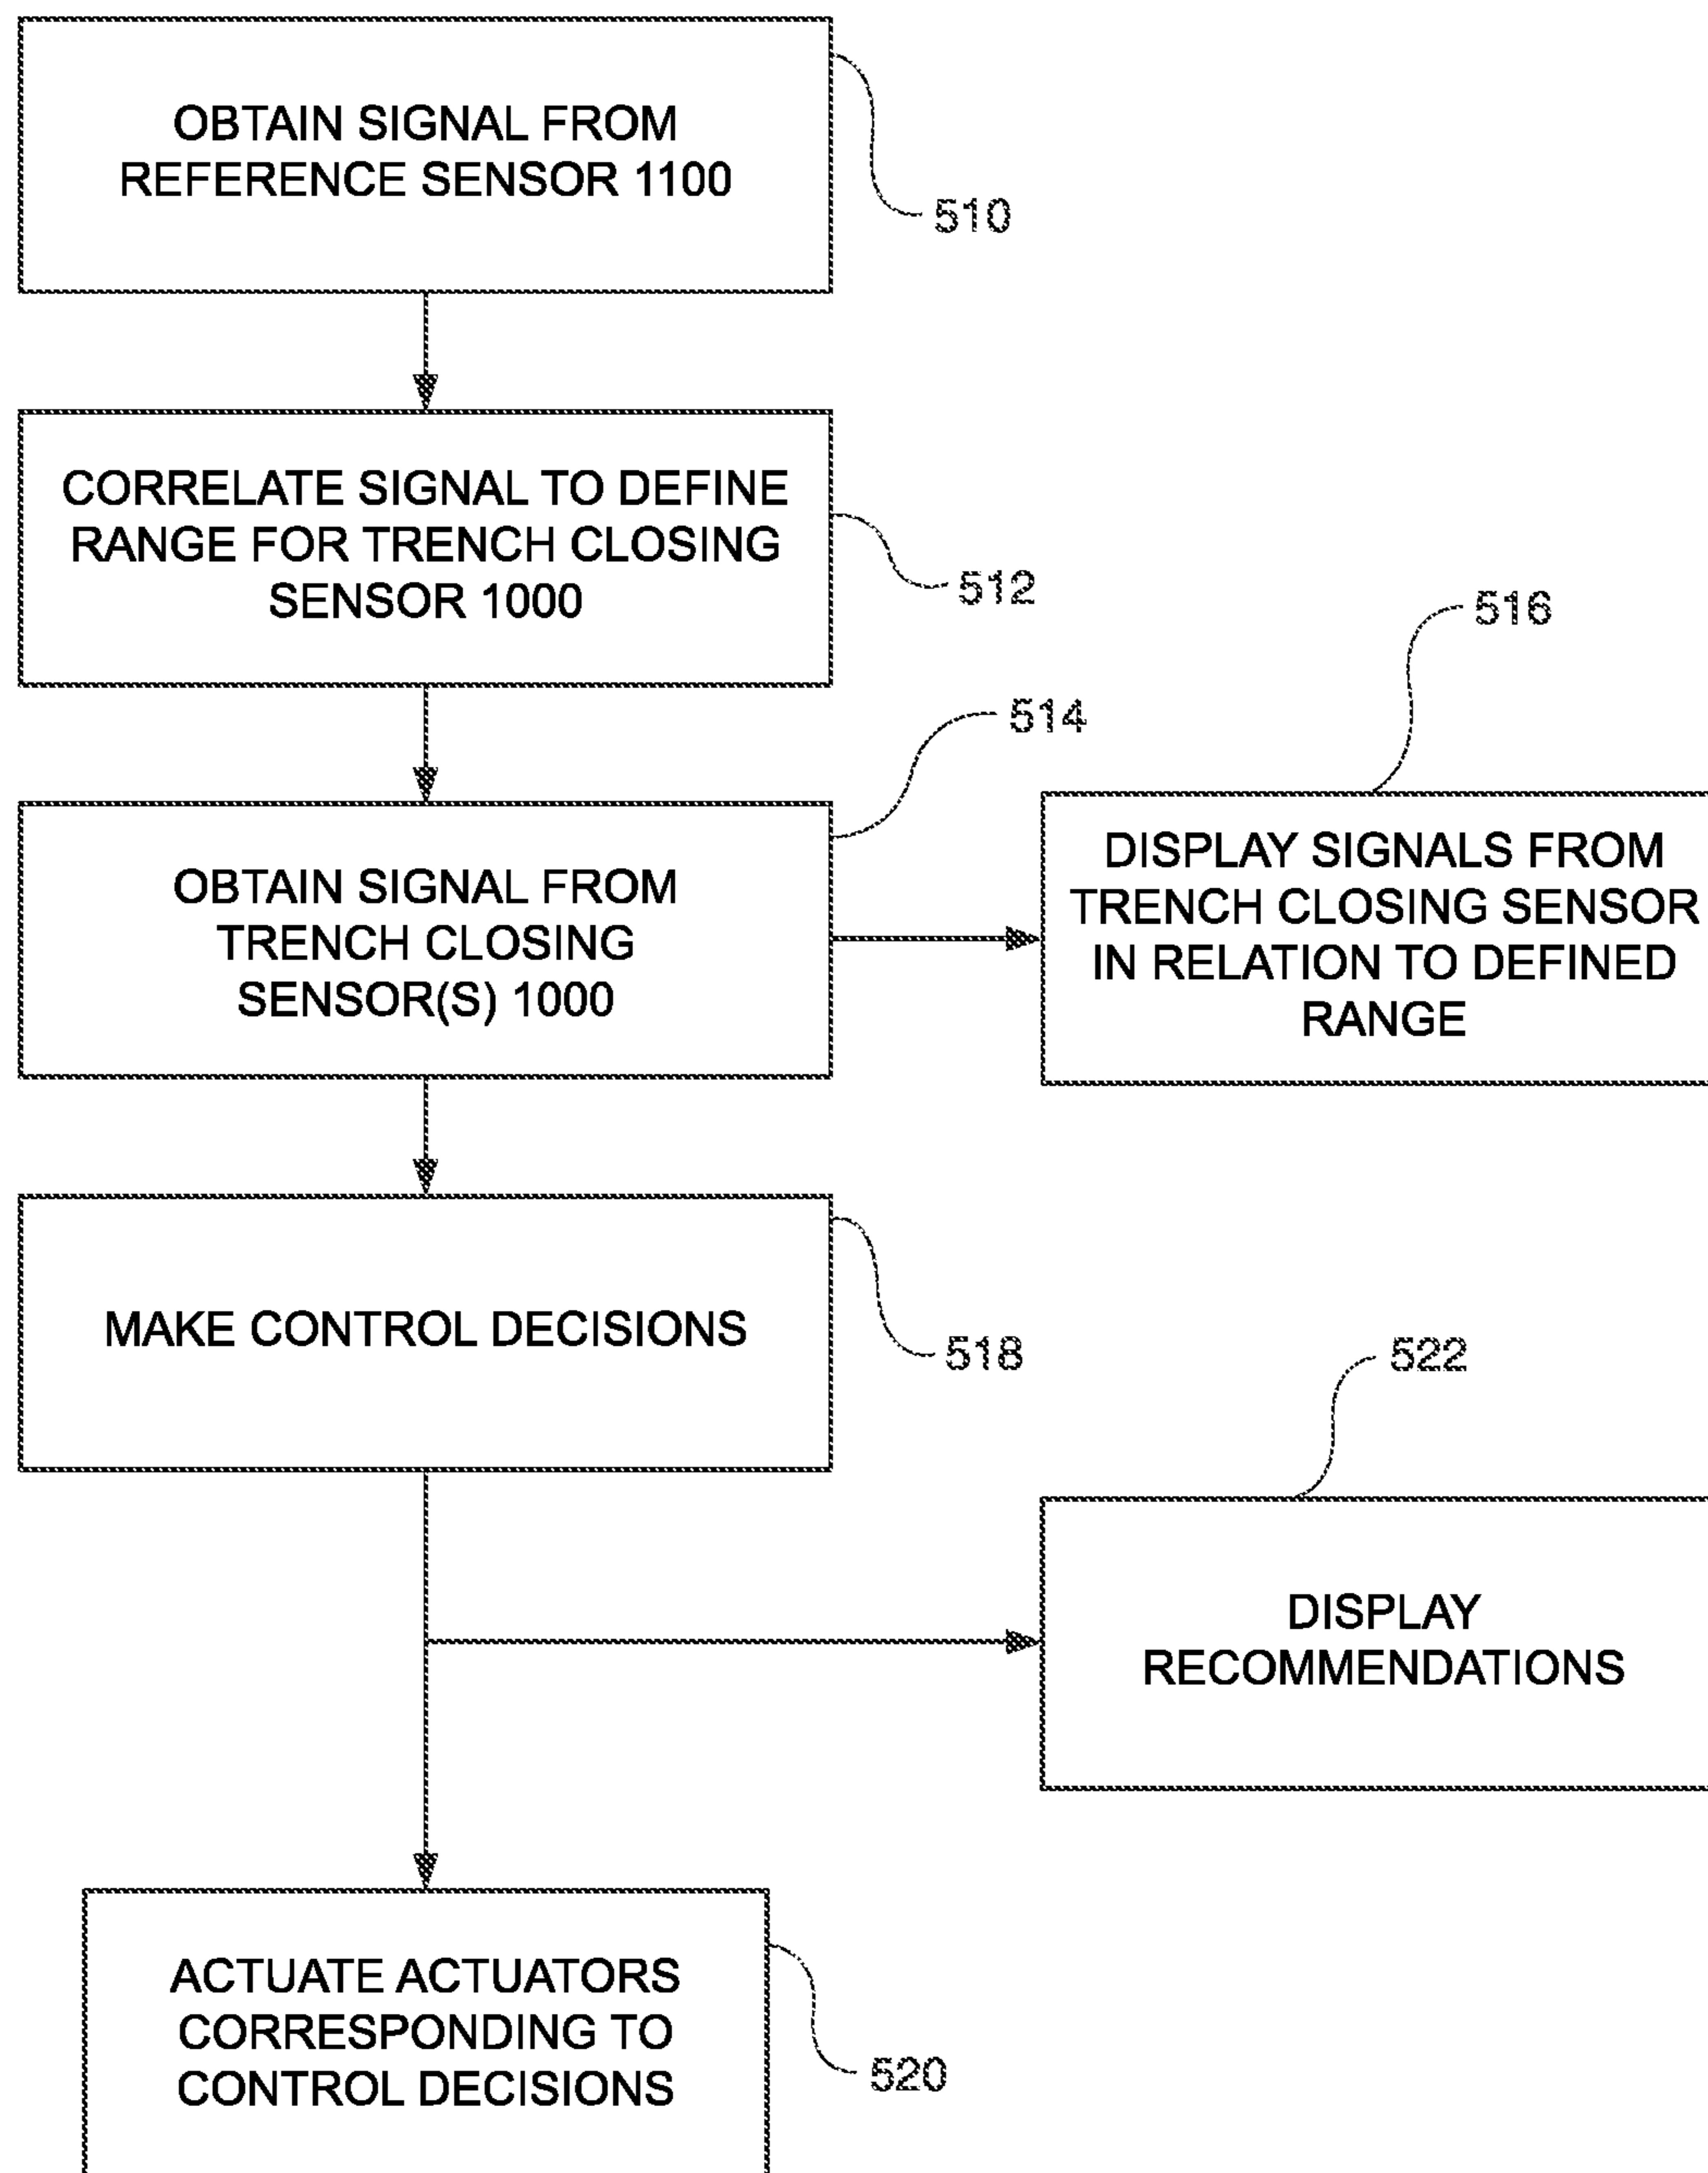 OBTAIN SIGNAL FROM
REFERENCE SENSOR 1100
510
CORRELATE SIGNAL TO DEFINE
RANGE FOR TRENCH CLOSING
SENSOR 1000
512
516
514
OBTAIN SIGNAL FROM
TRENCH CLOSING
SENSOR(S) 1000
DISPLAY SIGNALS FROM
TRENCH CLOSING SENSOR
IN RELATION TO DEFINED
RANGE
MAKE CONTROL DECISIONS
518
522
DISPLAY
RECOMMENDATIONS
ACTUATE ACTUATORS
CORRESPONDING TO
CONTROL DECISIONS
520